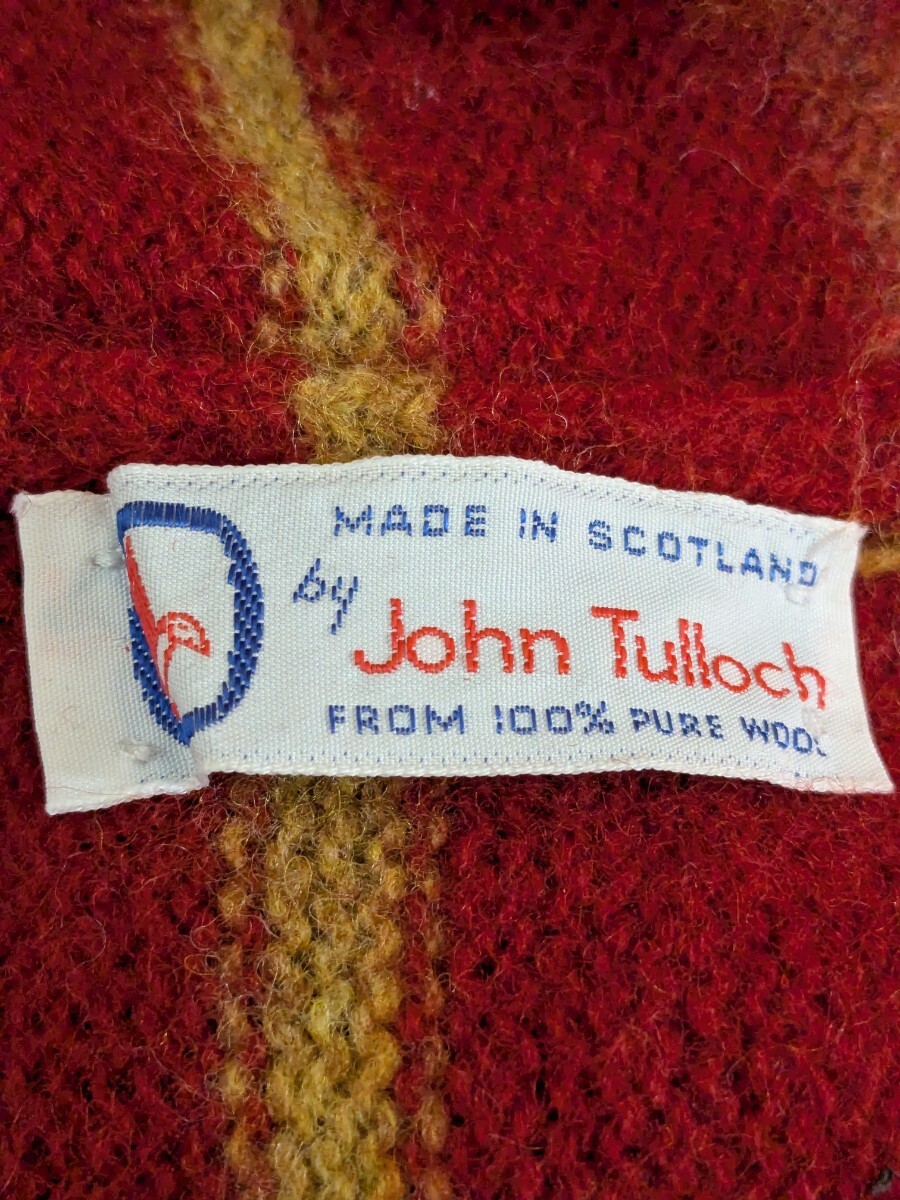 MADE IN SCOTLAND
by
John Tulloch
FROM 100% PURE WOOL